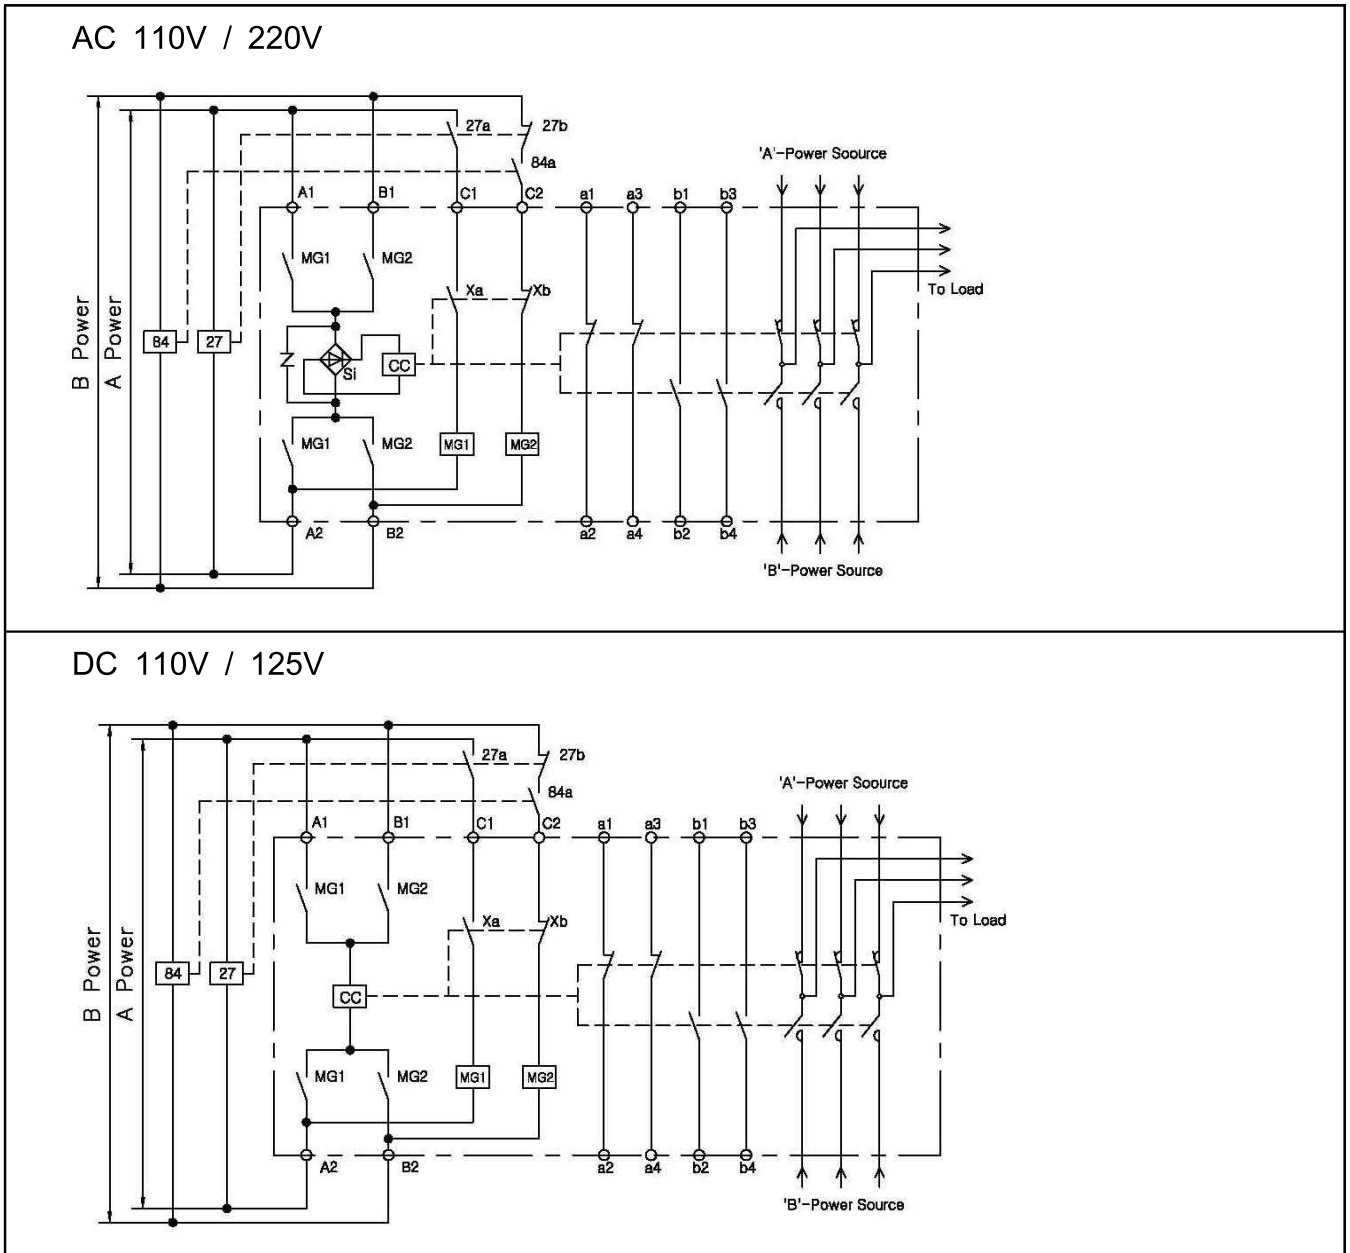 AC 110V / 220V
27a 27b
84a
'A'-Power Soource
A1 B1 C1 C2 a1 a3 b1 b3
MG1 MG2
Xa Xb
To Load
B Power
A Power
84 27
Si
CC
MG1 MG2 MG1 MG2
A2 B2 a2 a4 b2 b4
'B'-Power Source
DC 110V / 125V
27a 27b
84a
'A'-Power Soource
A1 B1 C1 C2 a1 a3 b1 b3
MG1 MG2
Xa Xb
To Load
B Power
A Power
84 27
CC
MG1 MG2 MG1 MG2
A2 B2 a2 a4 b2 b4
'B'-Power Source